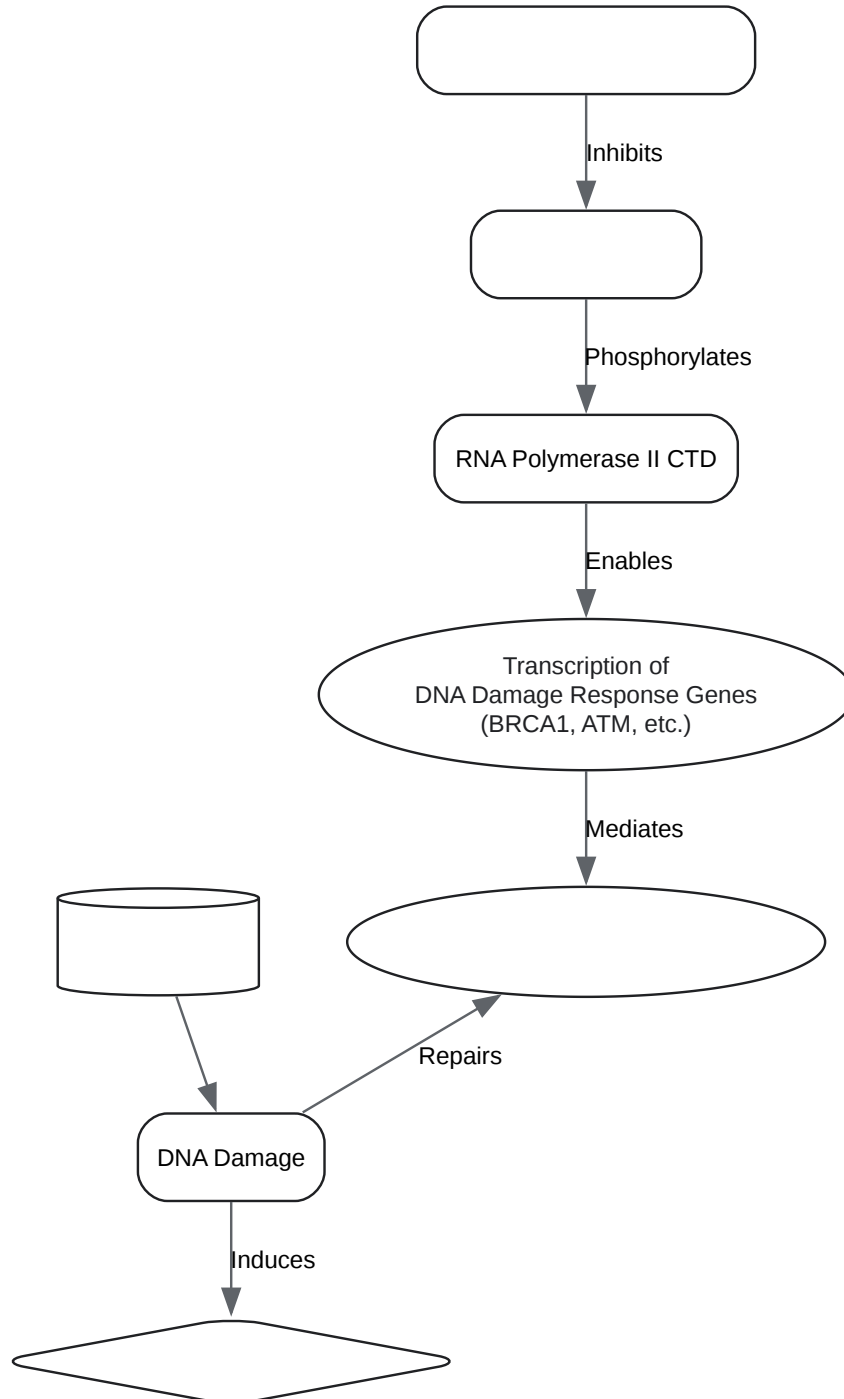 Inhibits
Phosphorylates
RNA Polymerase II CTD
Enables
Transcription of
DNA Damage Response Genes
(BRCA1, ATM, etc.)
Mediates
Repairs
DNA Damage
Induces